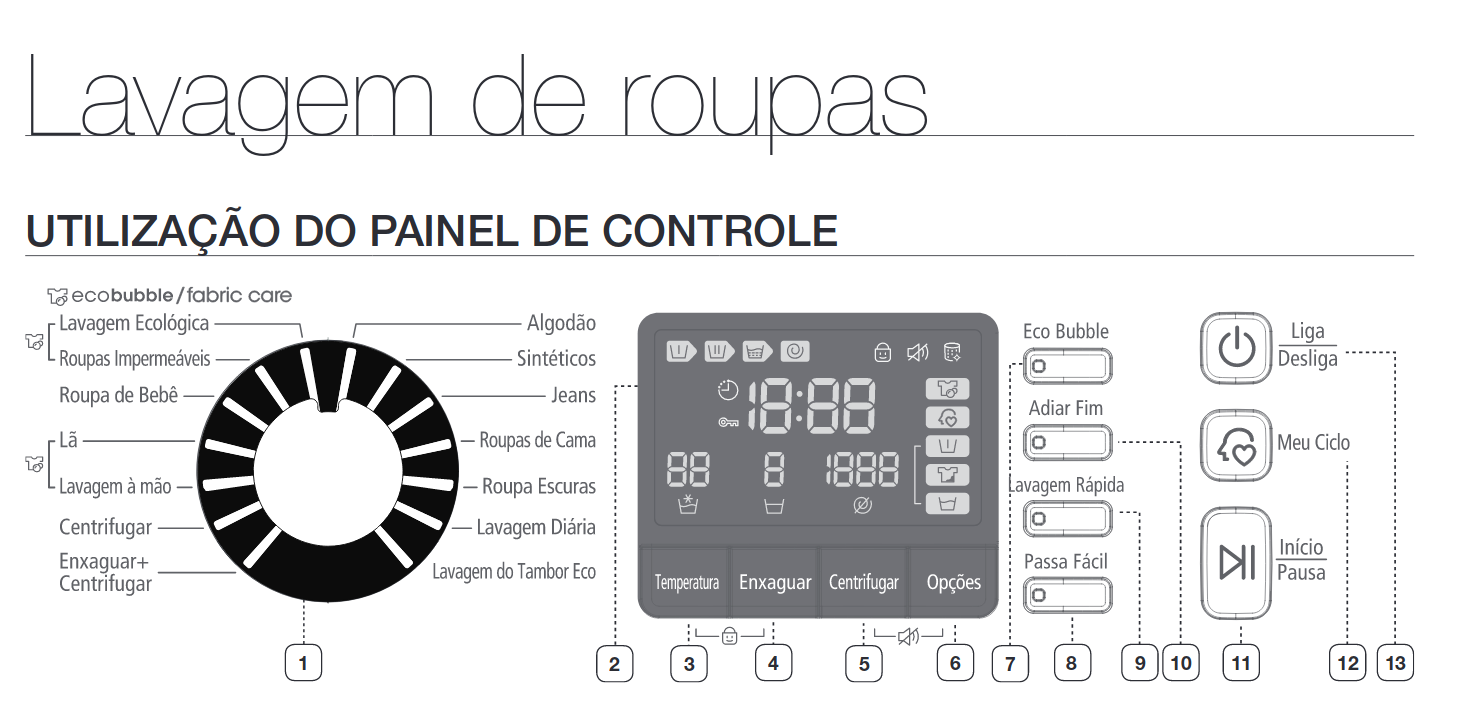 Lavagem de roupas
UTILIZAÇÃO DO PAINEL DE CONTROLE
ecobubble/fabric care
Lavagem Ecológica
Roupas Impermeáveis
Roupa de Bebê
Lã
Lavagem à mão
Centrifugar
Enxaguar+
Centrifugar
Algodão
Sintéticos
Jeans
Roupas de Cama
Roupa Escuras
Lavagem Diária
Lavagem do Tambor Eco
18:88
88
8
1888
Temperatura
Enxaguar
Centrifugar
Opções
Eco Bubble
Adiar Fim
Lavagem Rápida
Passa Fácil
Liga
Desliga
Meu Ciclo
Início
Pausa
1
2
3
4
5
6
7
8
9
10
11
12
13